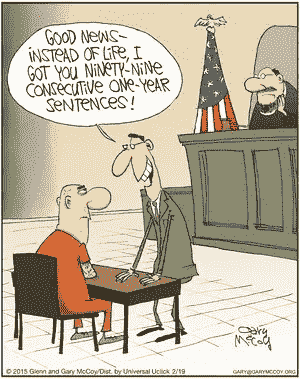 GOOD NEWS-
INSTEAD OF LIFE, I
GOT YOU NINETY-NINE
CONSECUTIVE ONE-YEAR
SENTENCES!
Gary
McCoy
© 2015 Glenn and Gary McCoy/Dist. by Universal Uclick 2/19
GARY@GARYMCCOY.ORG